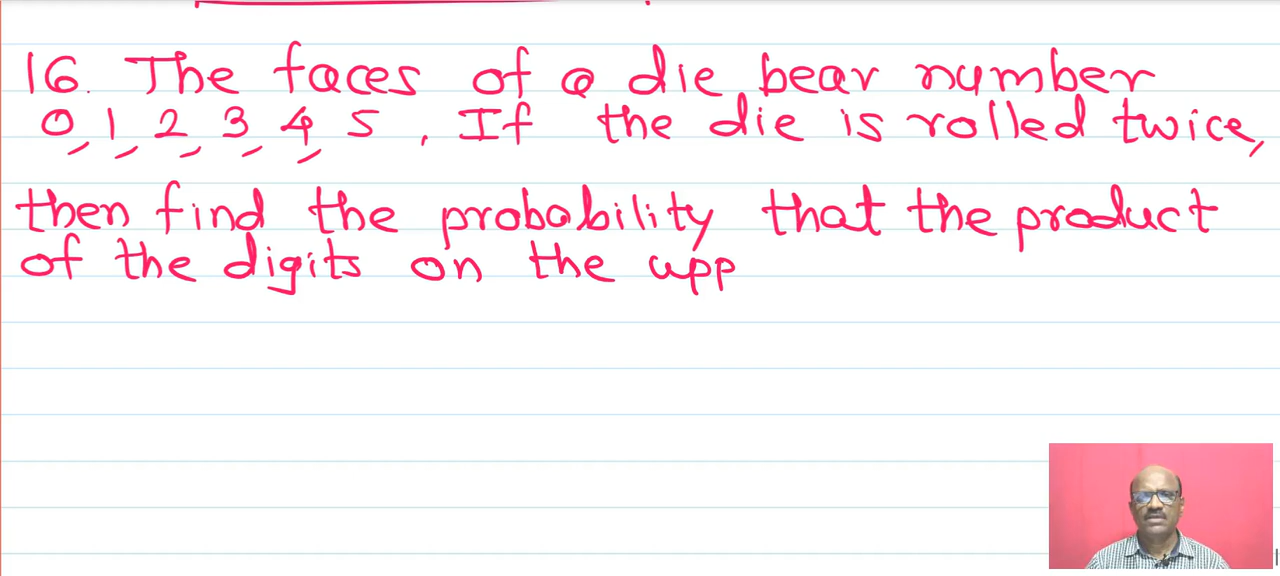 16. The faces of a die bear number
0, 1, 2, 3, 4, 5. If the die is rolled twice,
then find the probability that the product
of the digits on the upp